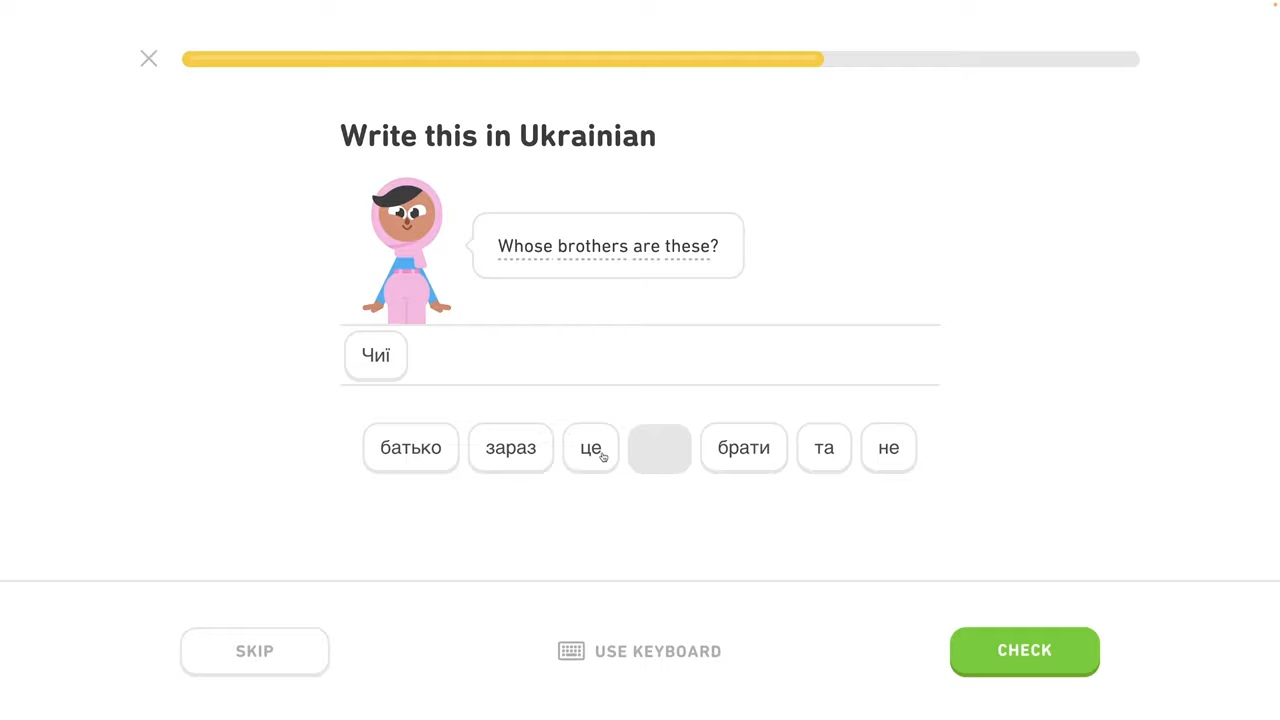 Write this in Ukrainian
Whose brothers are these?
Чиї
батько зараз це брати та не
SKIP
USE KEYBOARD
CHECK